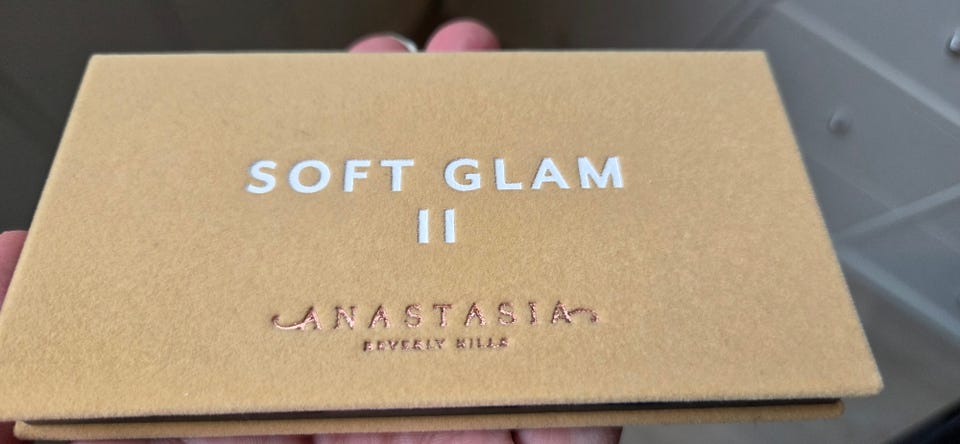 SOFT GLAM
II
ANASTASIA
BEVERLY HILLS